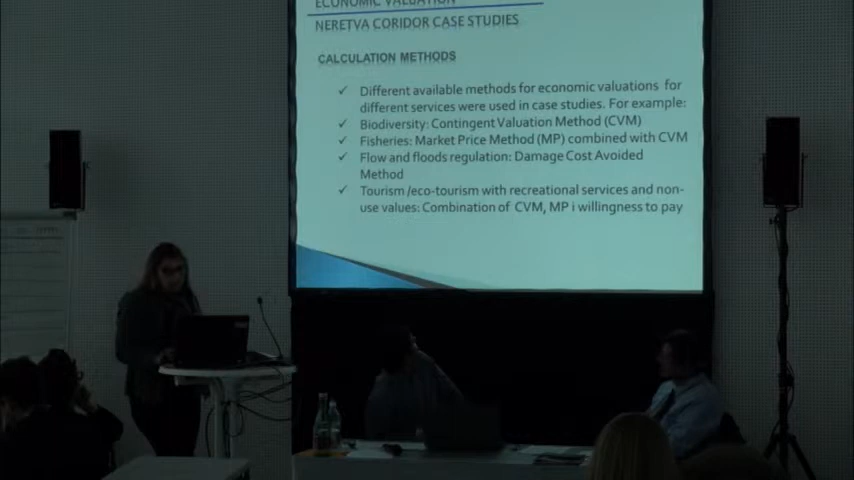 ECONOMIC VALUATION
NERETVA CORIDOR CASE STUDIES
CALCULATION METHODS
✓ Different available methods for economic valuations for
different services were used in case studies. For example:
✓ Biodiversity: Contingent Valuation Method (CVM)
✓ Fisheries: Market Price Method (MP) combined with CVM
✓ Flow and floods regulation: Damage Cost Avoided
Method
✓ Tourism /eco-tourism with recreational services and non-
use values: Combination of CVM, MP i willingness to pay